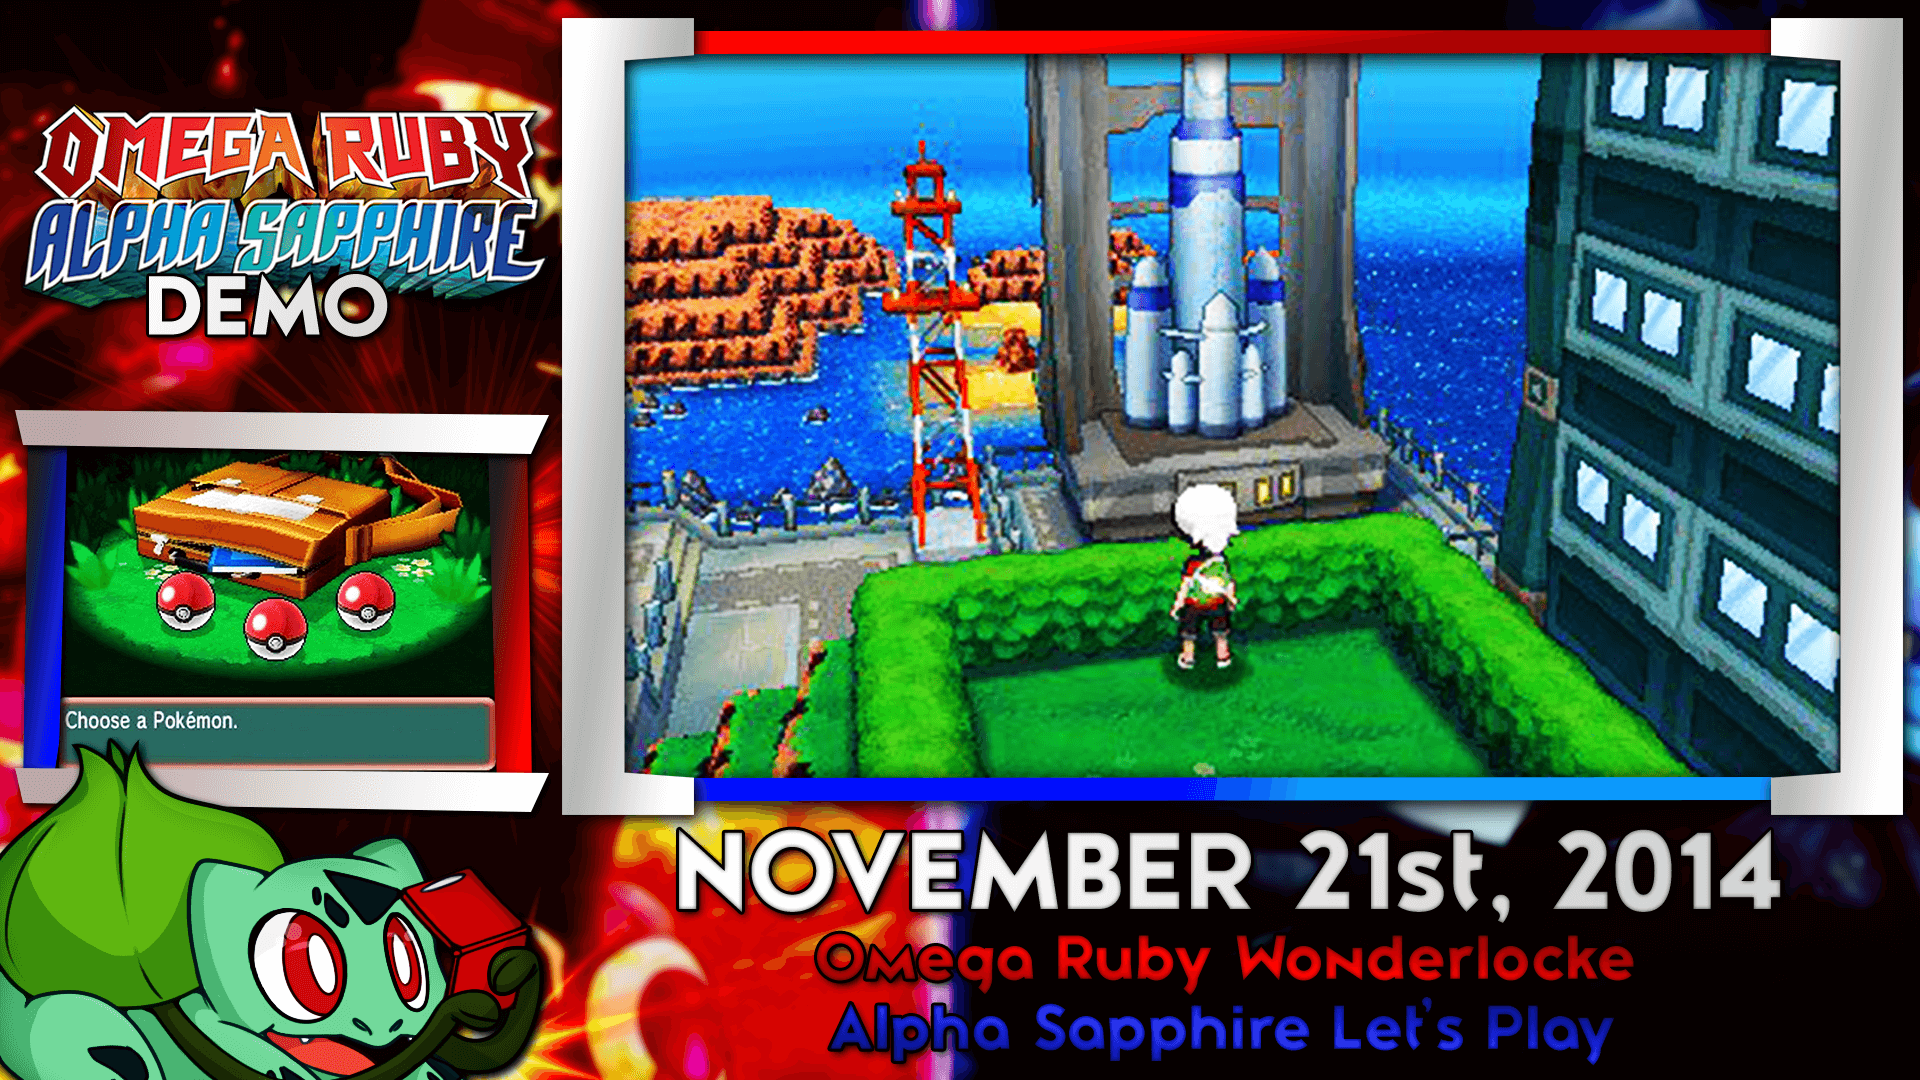 OMEGA RUBY
ALPHA SAPPHIRE
DEMO
Choose a Pokémon.
NOVEMBER 21st, 2014
Omega Ruby Wonderlocke
Alpha Sapphire Let's Play